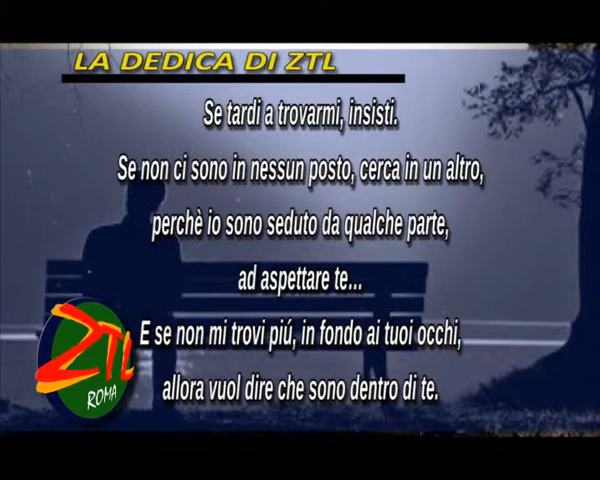 LA DEDICA DI ZTL
Se tardi a trovarmi, insisti.
Se non ci sono in nessun posto, cerca in un altro,
perchè io sono seduto da qualche parte,
ad aspettare te...
E se non mi trovi piú, in fondo ai tuoi occhi,
allora vuol dire che sono dentro di te.
ZTL
ROMA